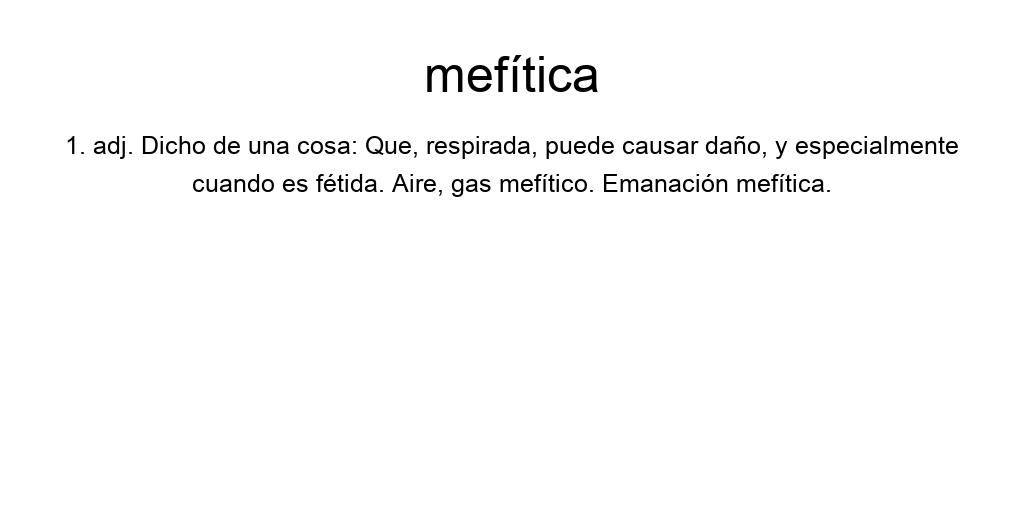 mefítica
1. adj. Dicho de una cosa: Que, respirada, puede causar daño, y especialmente
cuando es fétida. Aire, gas mefítico. Emanación mefítica.